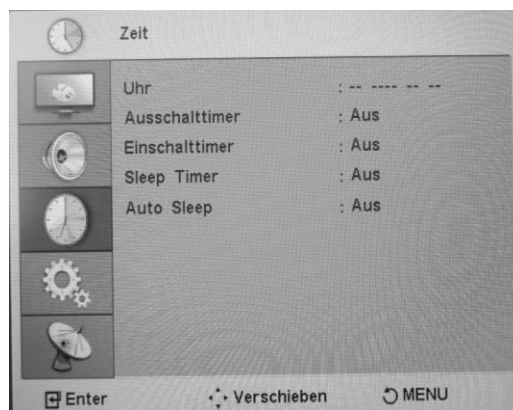 Zeit
Uhr : -- ---- -- --
Ausschalttimer : Aus
Einschalttimer : Aus
Sleep Timer : Aus
Auto Sleep : Aus
Enter Verschieben MENU